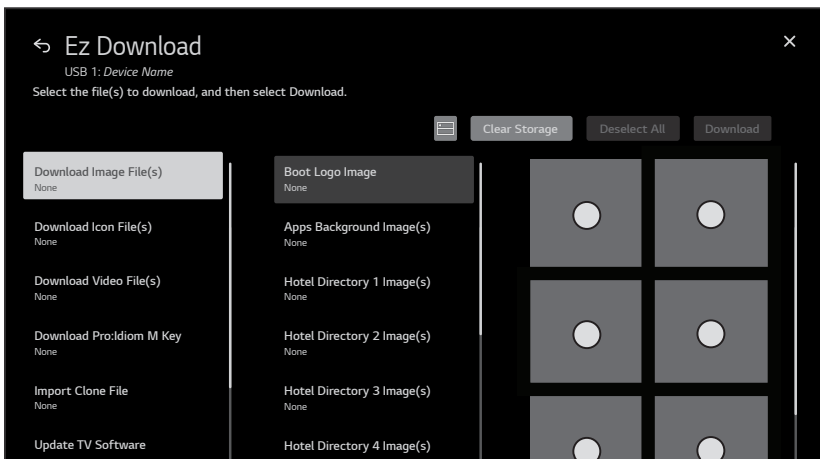 Ez Download
USB 1: Device Name
Select the file(s) to download, and then select Download.
Clear Storage
Deselect All
Download
Download Image File(s)
None
Download Icon File(s)
None
Download Video File(s)
None
Download Pro:Idiom M Key
None
Import Clone File
None
Update TV Software
Boot Logo Image
None
Apps Background Image(s)
None
Hotel Directory 1 Image(s)
None
Hotel Directory 2 Image(s)
None
Hotel Directory 3 Image(s)
None
Hotel Directory 4 Image(s)